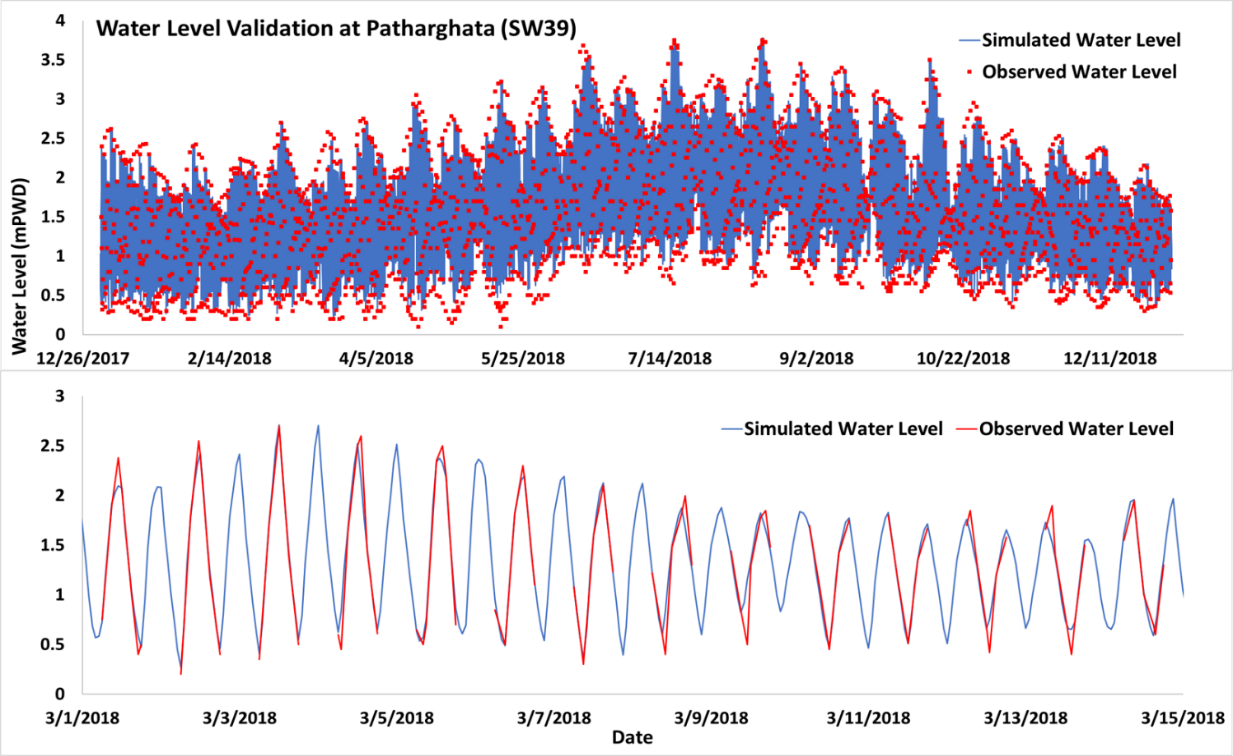 Water Level Validation at Patharghata (SW39)
Simulated Water Level
Observed Water Level
Water Level (mPWD)
4
3.5
3
2.5
2
1.5
1
0.5
0
12/26/2017 2/14/2018 4/5/2018 5/25/2018 7/14/2018 9/2/2018 10/22/2018 12/11/2018
Simulated Water Level Observed Water Level
3
2.5
2
1.5
1
0.5
0
3/1/2018 3/3/2018 3/5/2018 3/7/2018 3/9/2018 3/11/2018 3/13/2018 3/15/2018
Date